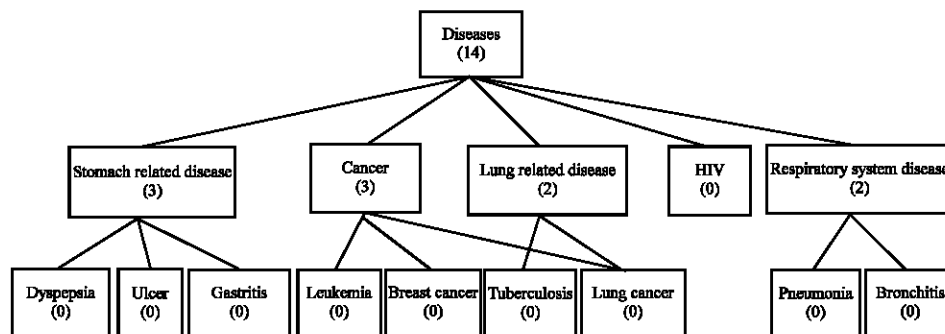 Diseases
(14)
Stomach related disease
(3)
Cancer
(3)
Lung related disease
(2)
HIV
(0)
Respiratory system disease
(2)
Dyspepsia
(0)
Ulcer
(0)
Gastritis
(0)
Leukemia
(0)
Breast cancer
(0)
Tuberculosis
(0)
Lung cancer
(0)
Pneumonia
(0)
Bronchitis
(0)